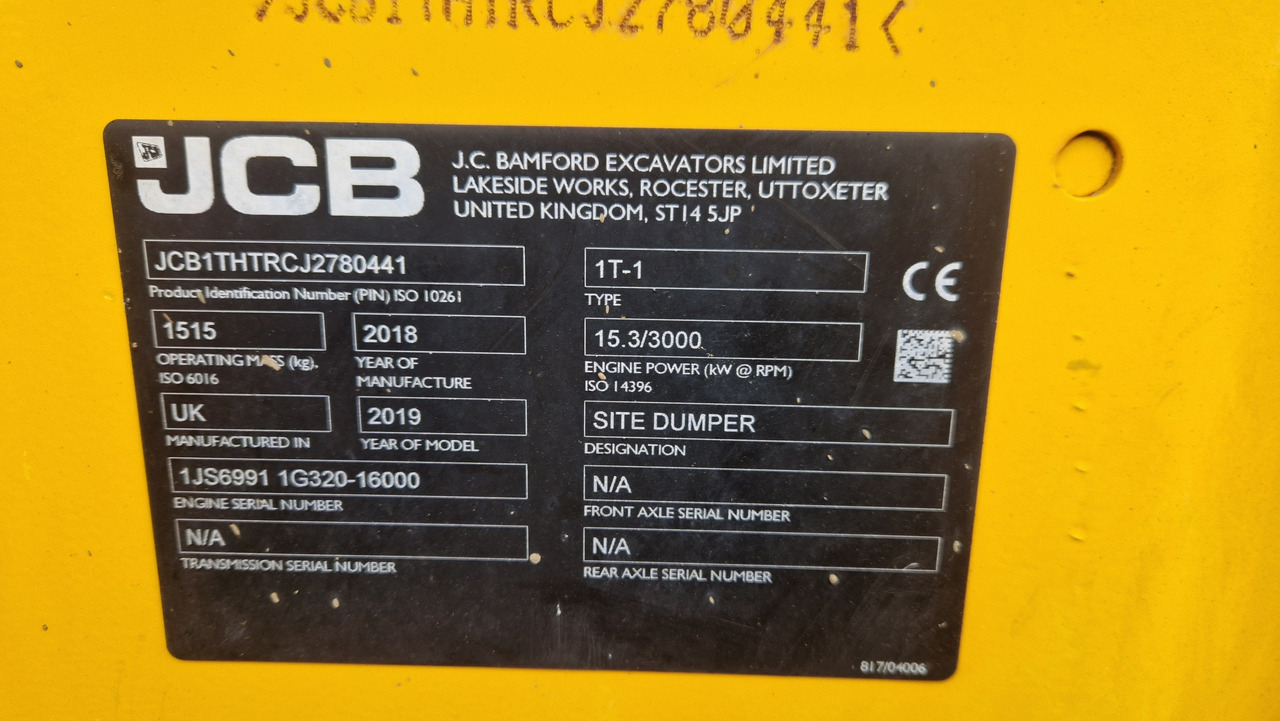 JCB1THTRCJ2780441
JCB
J.C. BAMFORD EXCAVATORS LIMITED
LAKESIDE WORKS, ROCESTER, UTTOXETER
UNITED KINGDOM, ST14 5JP
JCB1THTRCJ2780441
Product Identification Number (PIN) ISO 10261
1T-1
TYPE
CE
1515
OPERATING MASS (kg),
ISO 6016
2018
YEAR OF
MANUFACTURE
15.3/3000
ENGINE POWER (kW @ RPM)
ISO 14396
UK
MANUFACTURED IN
2019
YEAR OF MODEL
SITE DUMPER
DESIGNATION
1JS6991 1G320-16000
ENGINE SERIAL NUMBER
N/A
FRONT AXLE SERIAL NUMBER
N/A
TRANSMISSION SERIAL NUMBER
N/A
REAR AXLE SERIAL NUMBER
817/04006